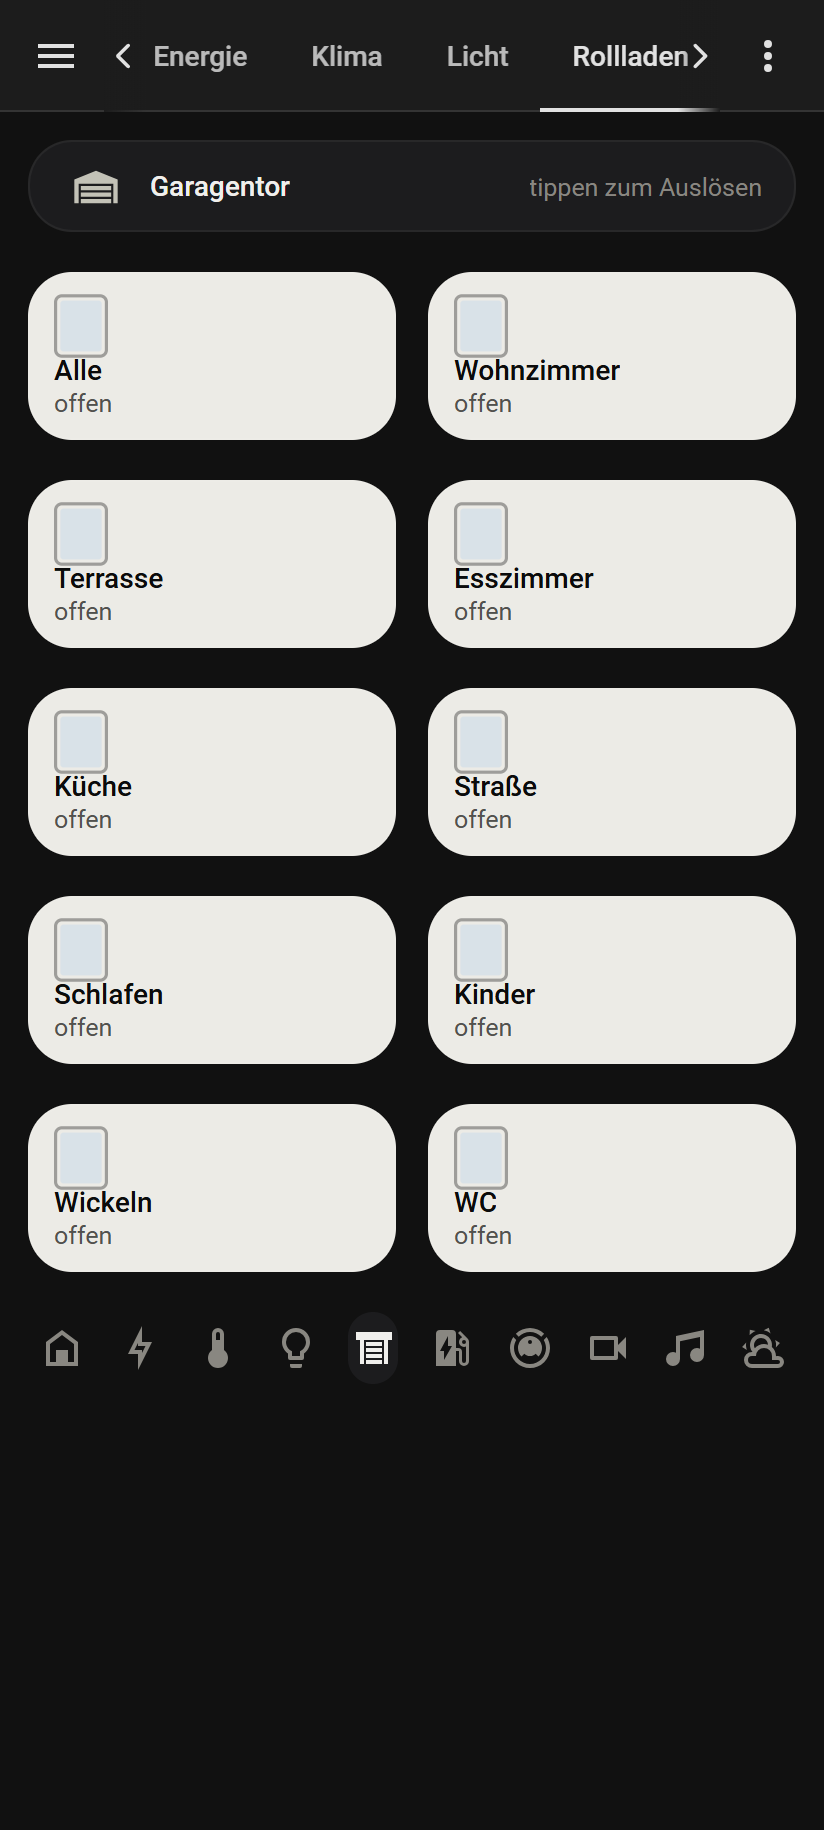 Energie Klima Licht Rollladen
Garagentor tippen zum Auslösen
Alle Wohnzimmer
offen offen
Terrasse Esszimmer
offen offen
Küche Straße
offen offen
Schlafen Kinder
offen offen
Wickeln WC
offen offen